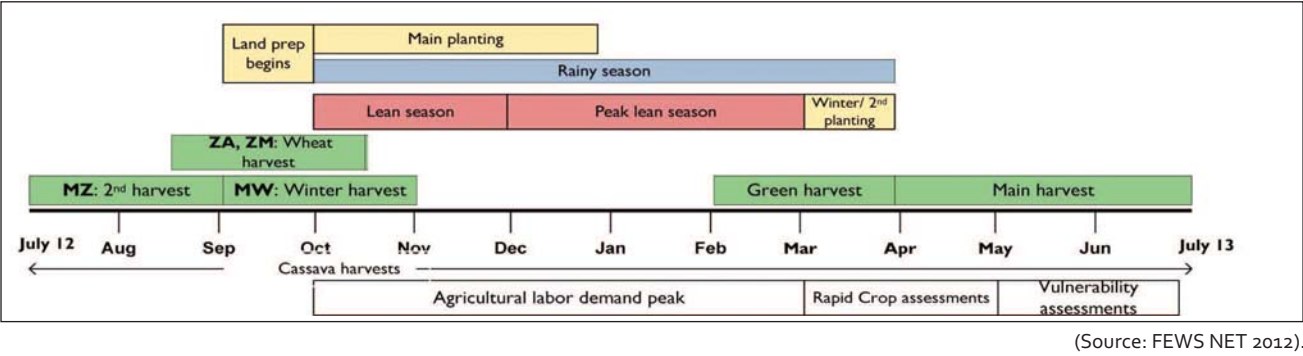 Land prep
begins
Main planting
Rainy season
Lean season
Peak lean season
Winter/ 2nd
planting
ZA, ZM: Wheat
harvest
MZ: 2nd harvest
MW: Winter harvest
Green harvest
Main harvest
July 12
Aug
Sep
Oct
Nov
Dec
Jan
Feb
Mar
Apr
May
Jun
July 13
Cassava harvests
Agricultural labor demand peak
Rapid Crop assessments
Vulnerability
assessments
(Source: FEWS NET 2012).